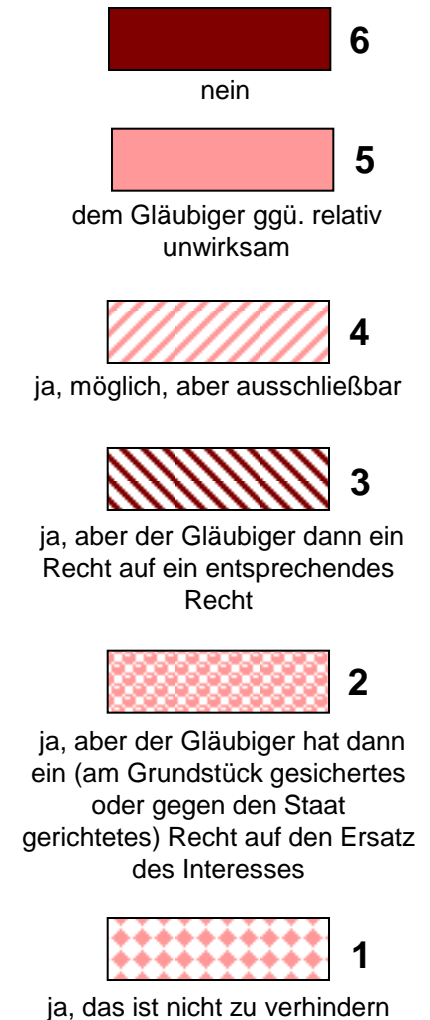 6
nein
5
dem Gläubiger ggü. relativ
unwirksam
4
ja, möglich, aber ausschließbar
3
ja, aber der Gläubiger dann ein
Recht auf ein entsprechendes
Recht
2
ja, aber der Gläubiger hat dann
ein (am Grundstück gesichertes
oder gegen den Staat
gerichtetes) Recht auf den Ersatz
des Interesses
1
ja, das ist nicht zu verhindern